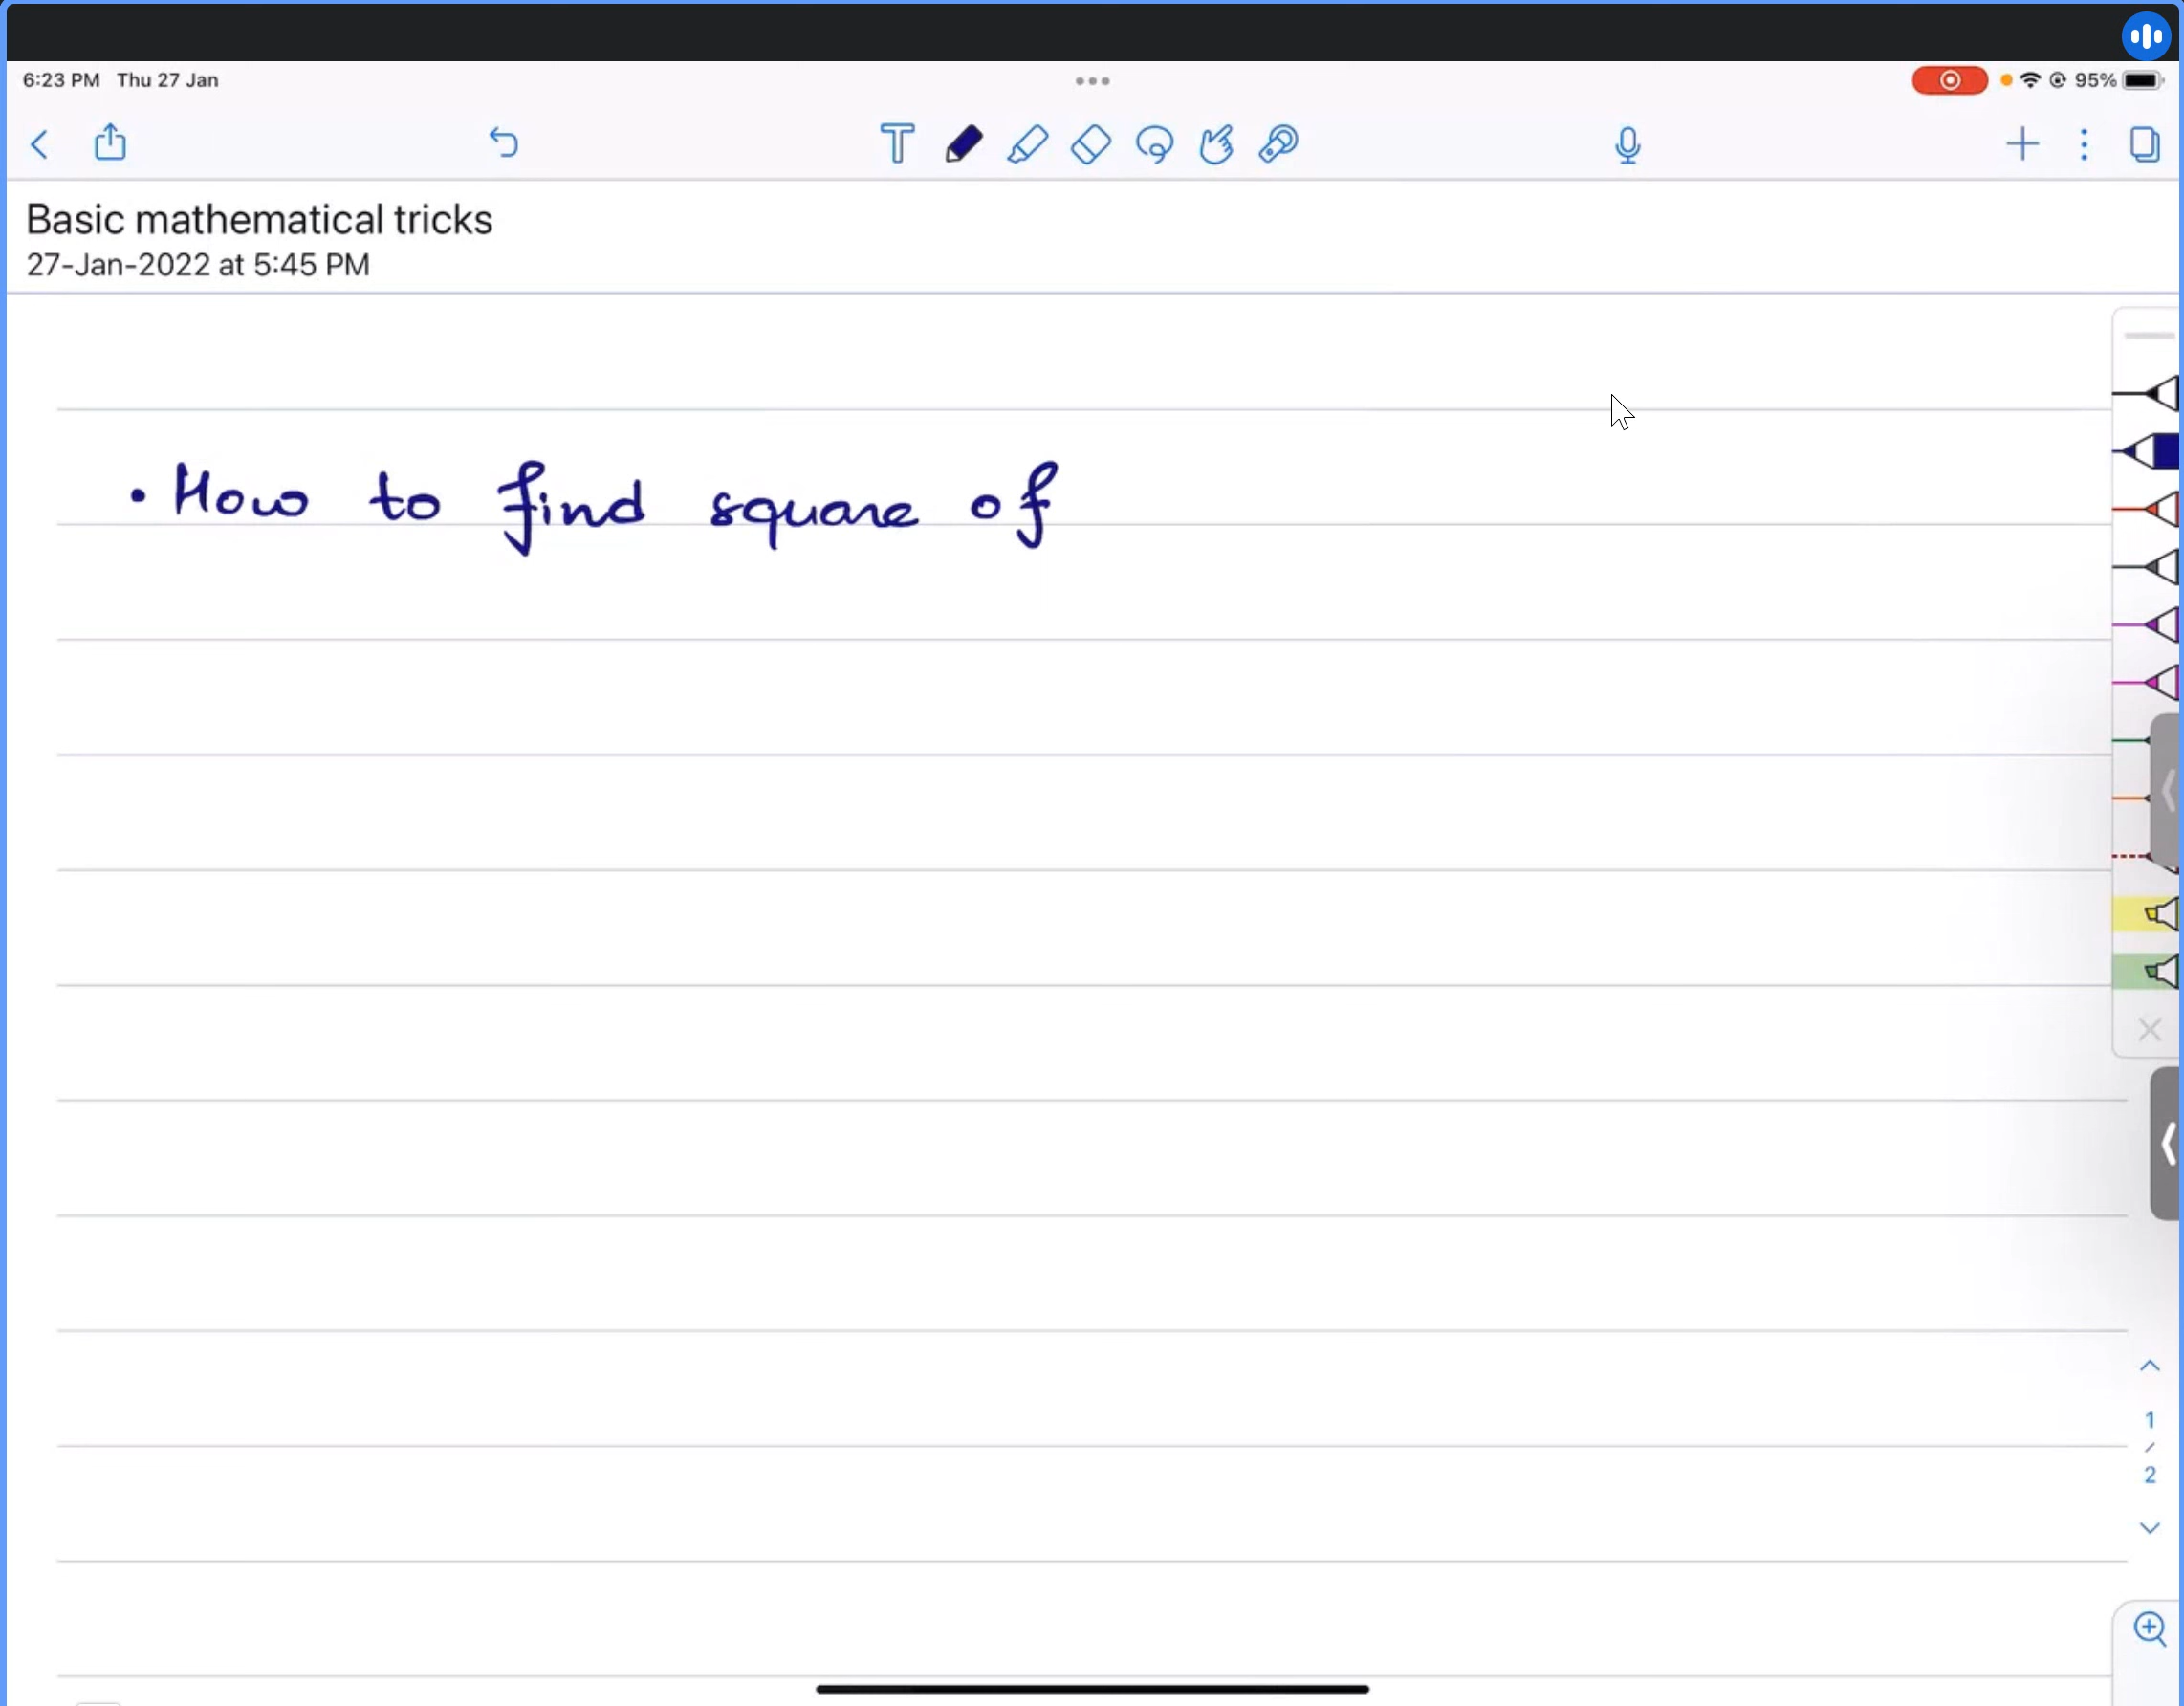 6:23 PM Thu 27 Jan
95%
Basic mathematical tricks
27-Jan-2022 at 5:45 PM
• How to find square of
1
/
2